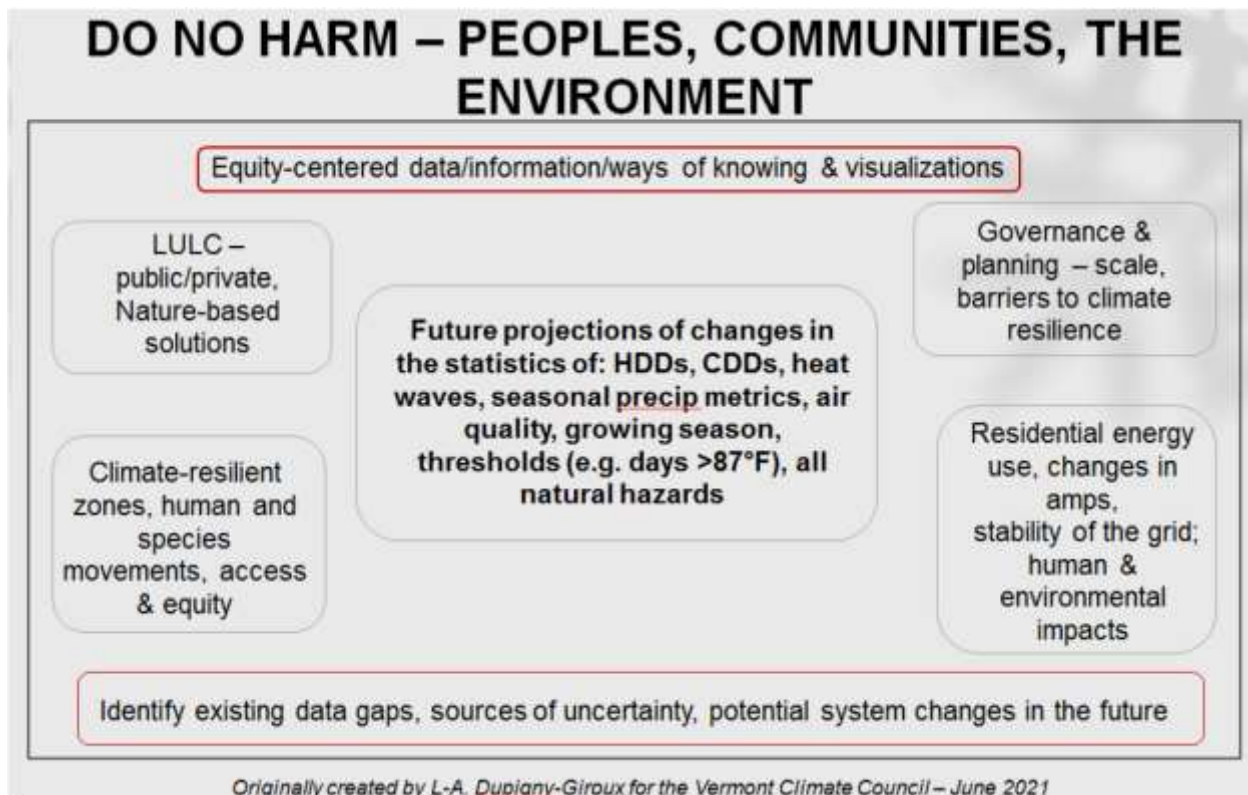 DO NO HARM – PEOPLES, COMMUNITIES, THE
ENVIRONMENT
Equity-centered data/information/ways of knowing & visualizations
LULC –
public/private,
Nature-based
solutions
Governance &
planning – scale,
barriers to climate
resilience
Future projections of changes in
the statistics of: HDDs, CDDs, heat
waves, seasonal precip metrics, air
quality, growing season,
thresholds (e.g. days >87°F), all
natural hazards
Climate-resilient
zones, human and
species
movements, access
& equity
Residential energy
use, changes in
amps,
stability of the grid;
human &
environmental
impacts
Identify existing data gaps, sources of uncertainty, potential system changes in the future
Originally created by L-A. Dupigny-Giroux for the Vermont Climate Council – June 2021